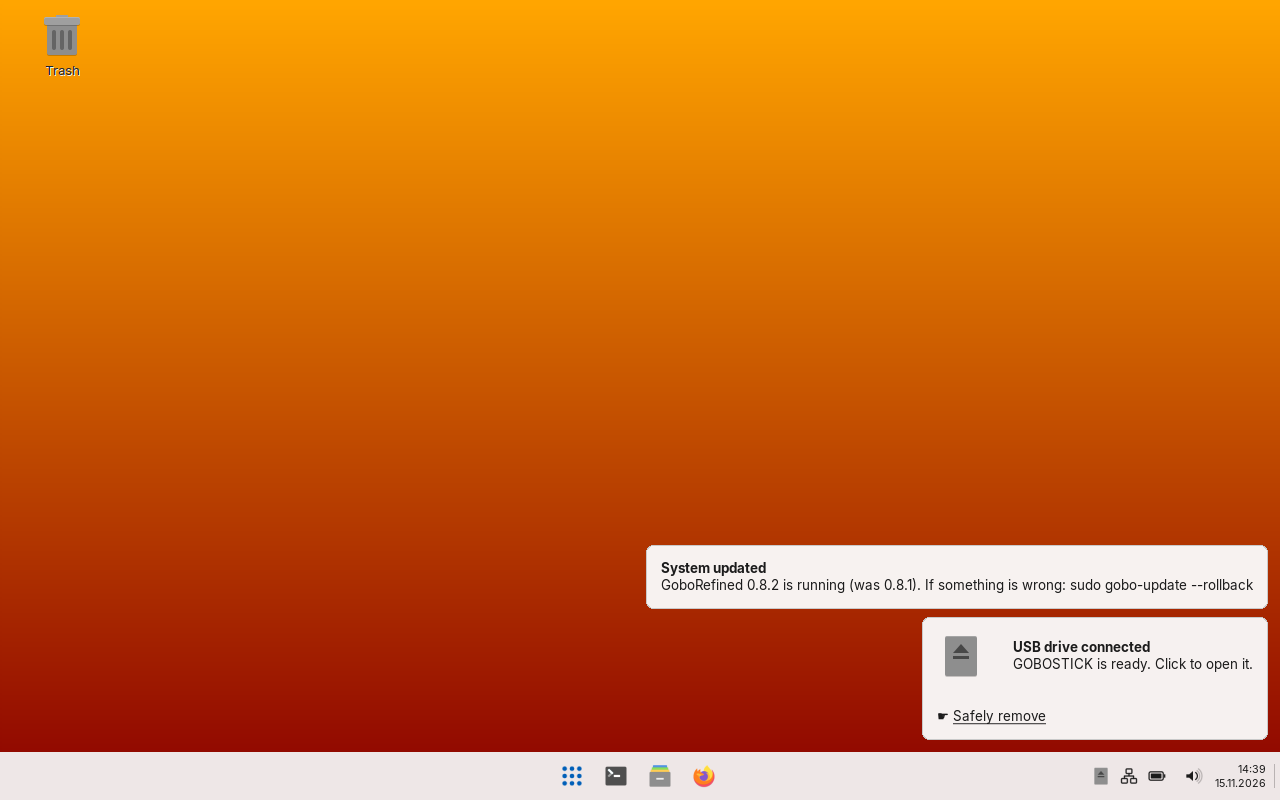 Trash
System updated
GoboRefined 0.8.2 is running (was 0.8.1). If something is wrong: sudo gobo-update --rollback
USB drive connected
GOBOSTICK is ready. Click to open it.
☛ Safely remove
14:39
15.11.2026